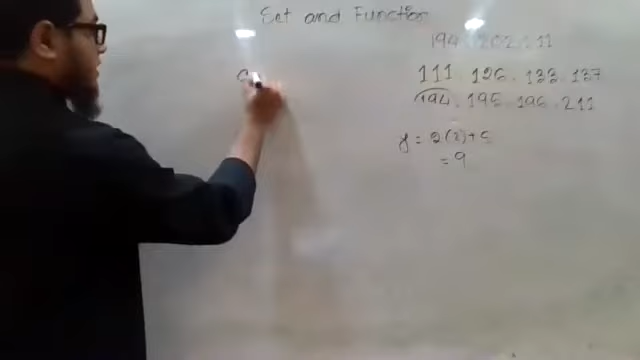 Set and Function
194. 202. 211
111 126. 133. 137
194. 195. 196. 211
y = 2(2)+5
= 9